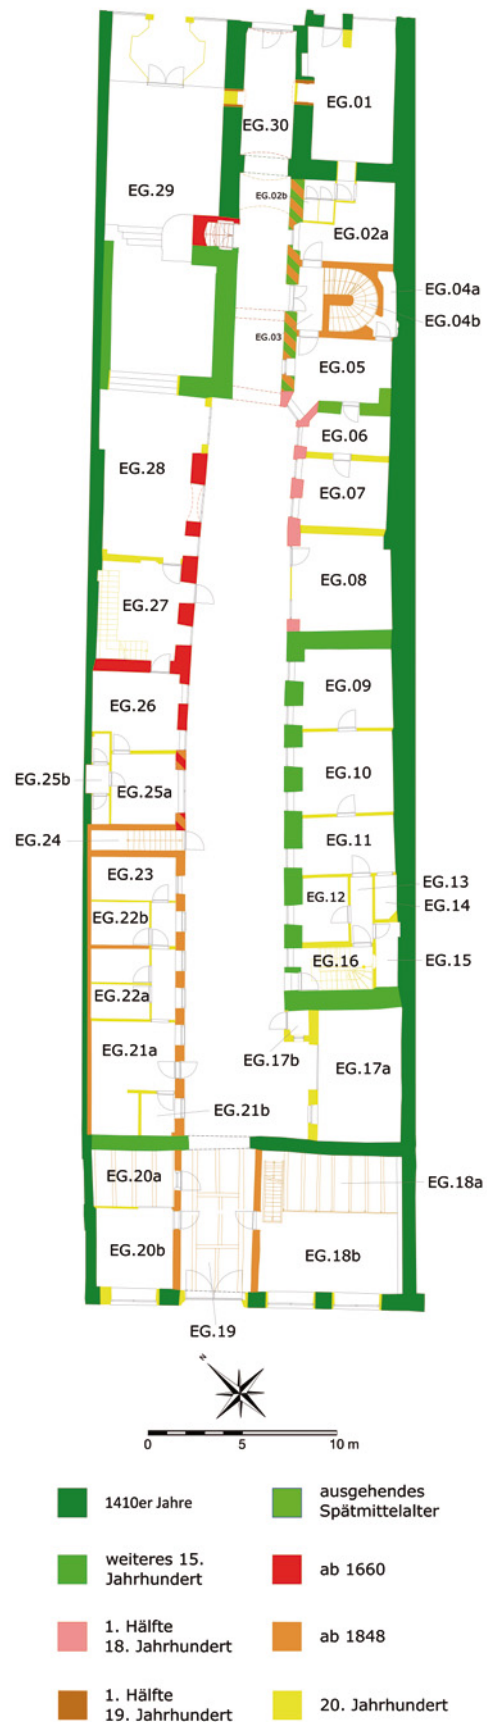 EG.01
EG.30
EG.29
EG.02b
EG.02a
EG.04a
EG.04b
EG.03
EG.05
EG.06
EG.28
EG.07
EG.08
EG.27
EG.09
EG.26
EG.10
EG.25b
EG.25a
EG.11
EG.24
EG.23
EG.13
EG.12
EG.14
EG.22b
EG.16
EG.15
EG.22a
EG.21a
EG.17b
EG.17a
EG.21b
EG.20a
EG.18a
EG.20b
EG.18b
EG.19
N
0 5 10 m
1410er Jahre
ausgehendes
Spätmittelalter
weiteres 15.
Jahrhundert
ab 1660
1. Hälfte
18. Jahrhundert
ab 1848
1. Hälfte
19. Jahrhundert
20. Jahrhundert